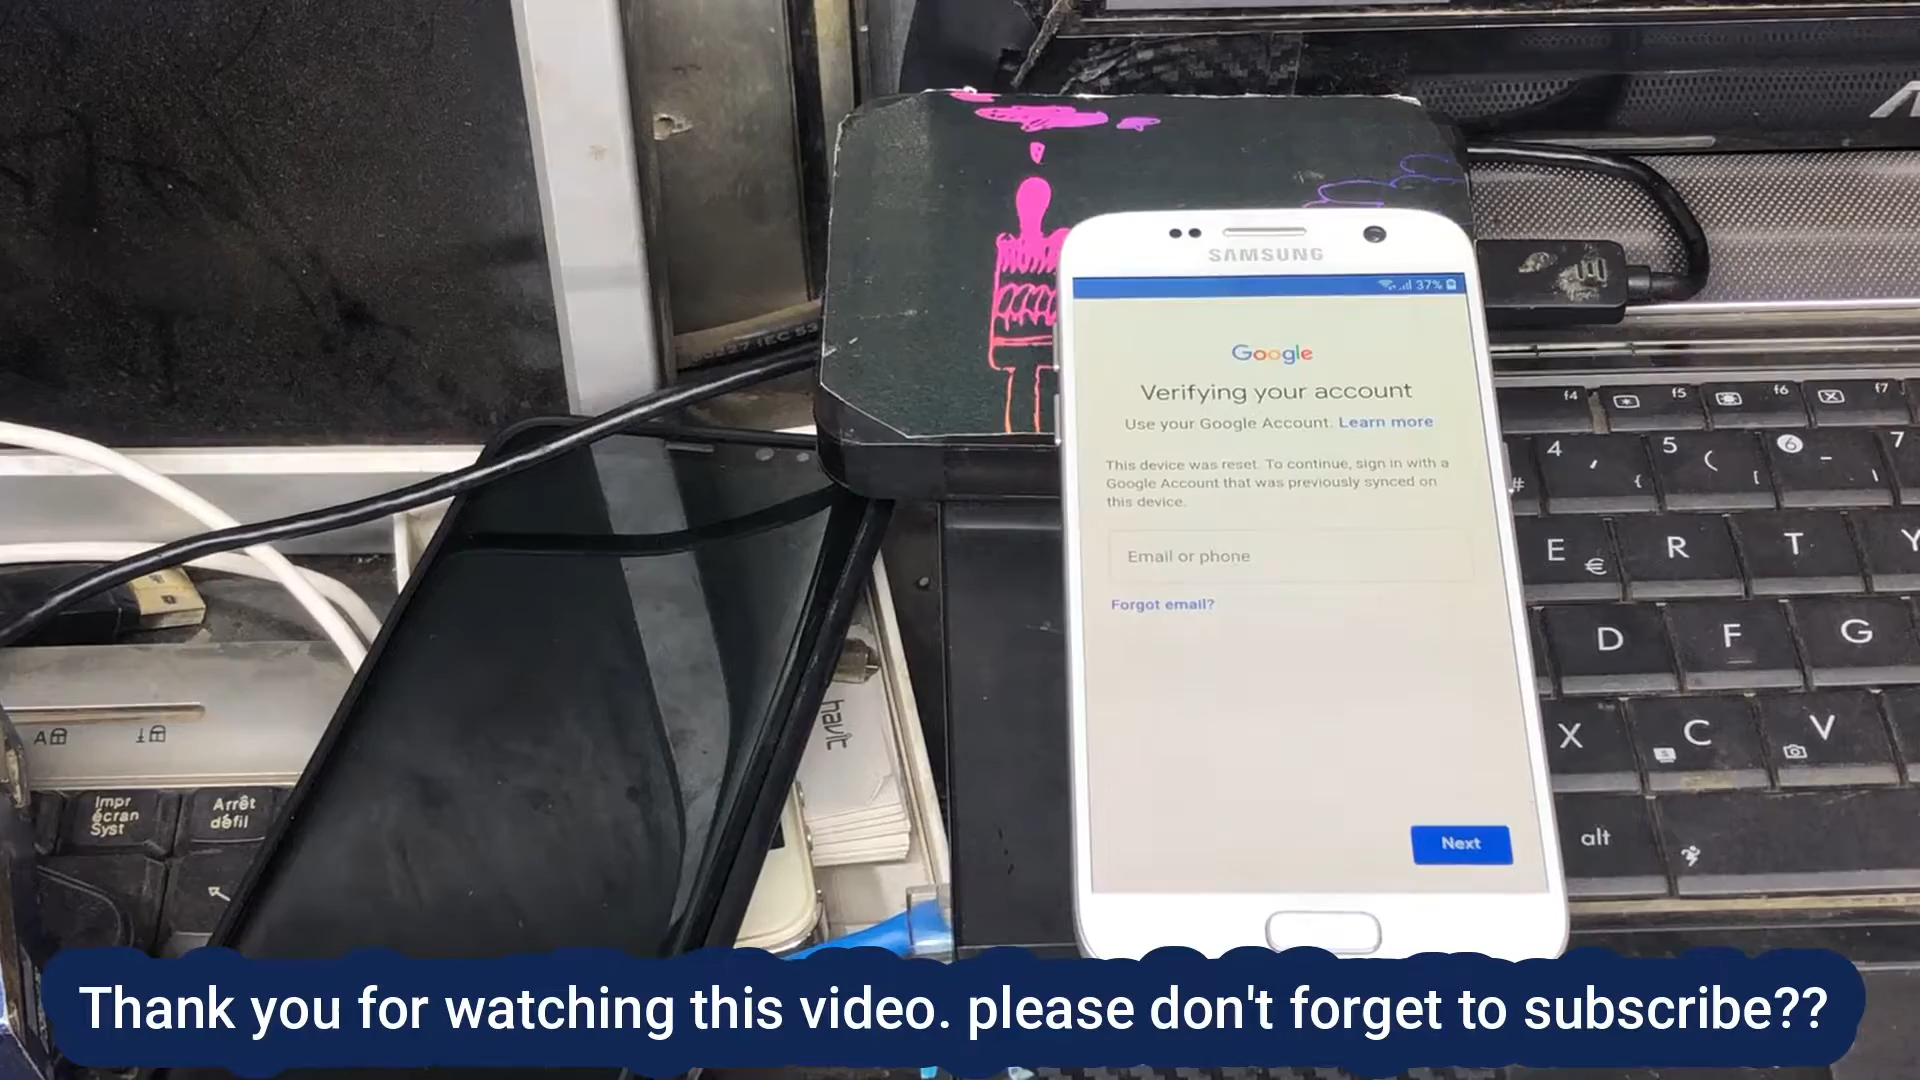 SAMSUNG
37%
Google
Verifying your account
Use your Google Account. Learn more
This device was reset. To continue, sign in with a
Google Account that was previously synced on
this device.
Email or phone
Forgot email?
Next
60227 IEC 53
havit
A
Impr
écran
Syst
Arrêt
défil
f4
f5
f6
f7
4 ' {
5 ( [
6 -
7
#
E €
R
T
Y
D
F
G
X
C
V
alt
Thank you for watching this video. please don't forget to subscribe??